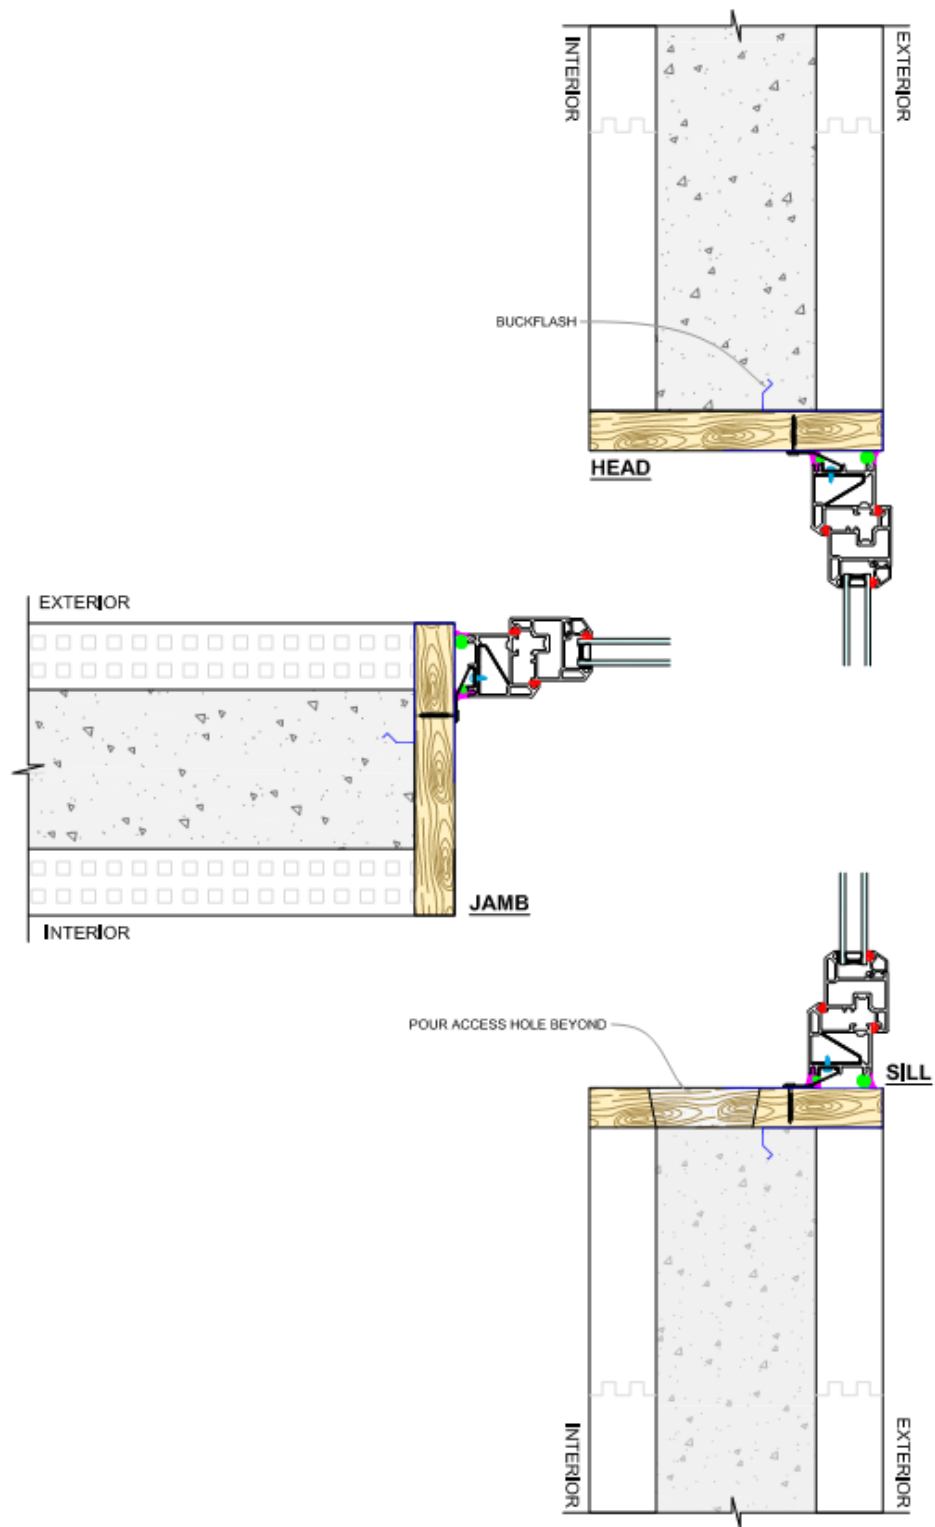 INTERIOR
EXTERIOR
BUCKFLASH
HEAD
EXTERIOR
INTERIOR
JAMB
POUR ACCESS HOLE BEYOND
SILL
INTERIOR
EXTERIOR